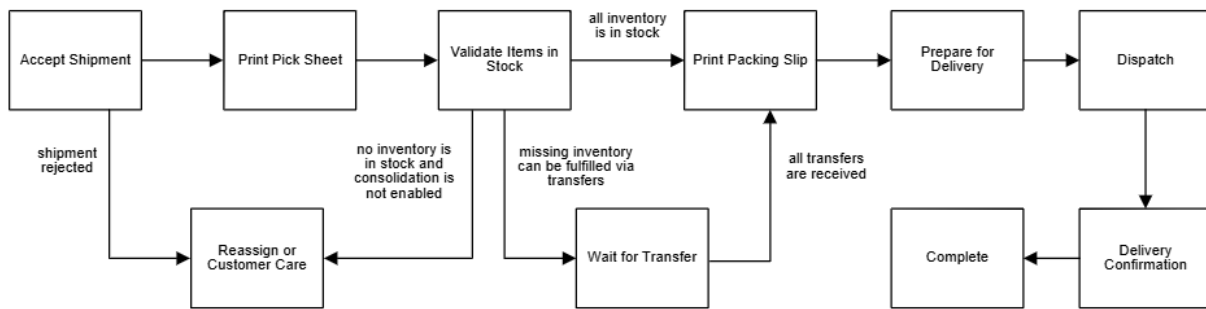 all inventory
is in stock
Accept Shipment
Print Pick Sheet
Validate Items in
Stock
Print Packing Slip
Prepare for
Delivery
Dispatch
shipment
rejected
no inventory is
in stock and
consolidation is
not enabled
missing inventory
can be fulfilled via
transfers
all transfers
are received
Reassign or
Customer Care
Wait for Transfer
Complete
Delivery
Confirmation